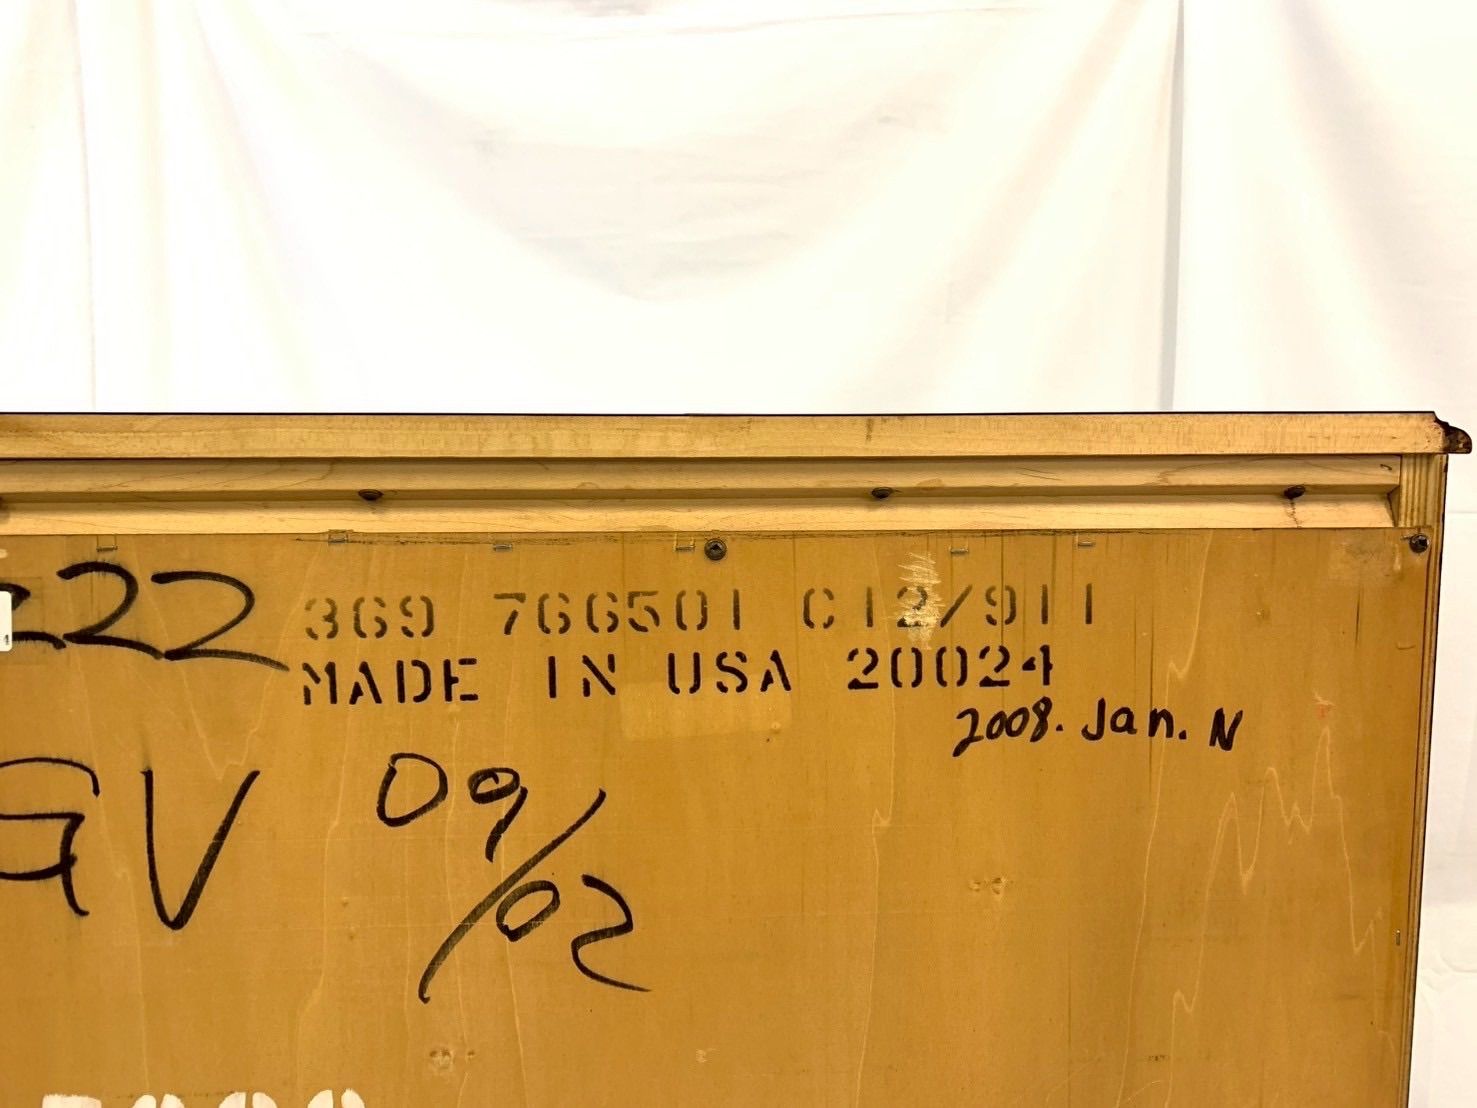 222 369 766501 C12/911
MADE IN USA 20024
2008. Jan. N
GV 09/02